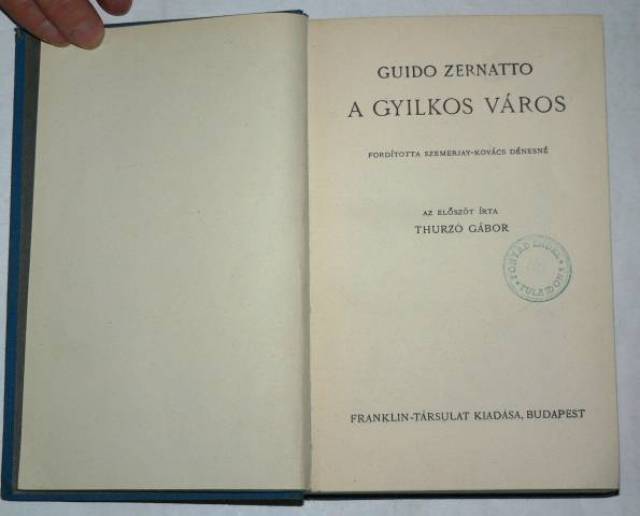 GUIDO ZERNATTO
A GYILKOS VÁROS
FORDÍTOTTA SZEMERJAY-KOVÁCS DÉNESNÉ
AZ ELŐSZÓT ÍRTA
THURZÓ GÁBOR
FRANKLIN-TÁRSULAT KIADÁSA, BUDAPEST